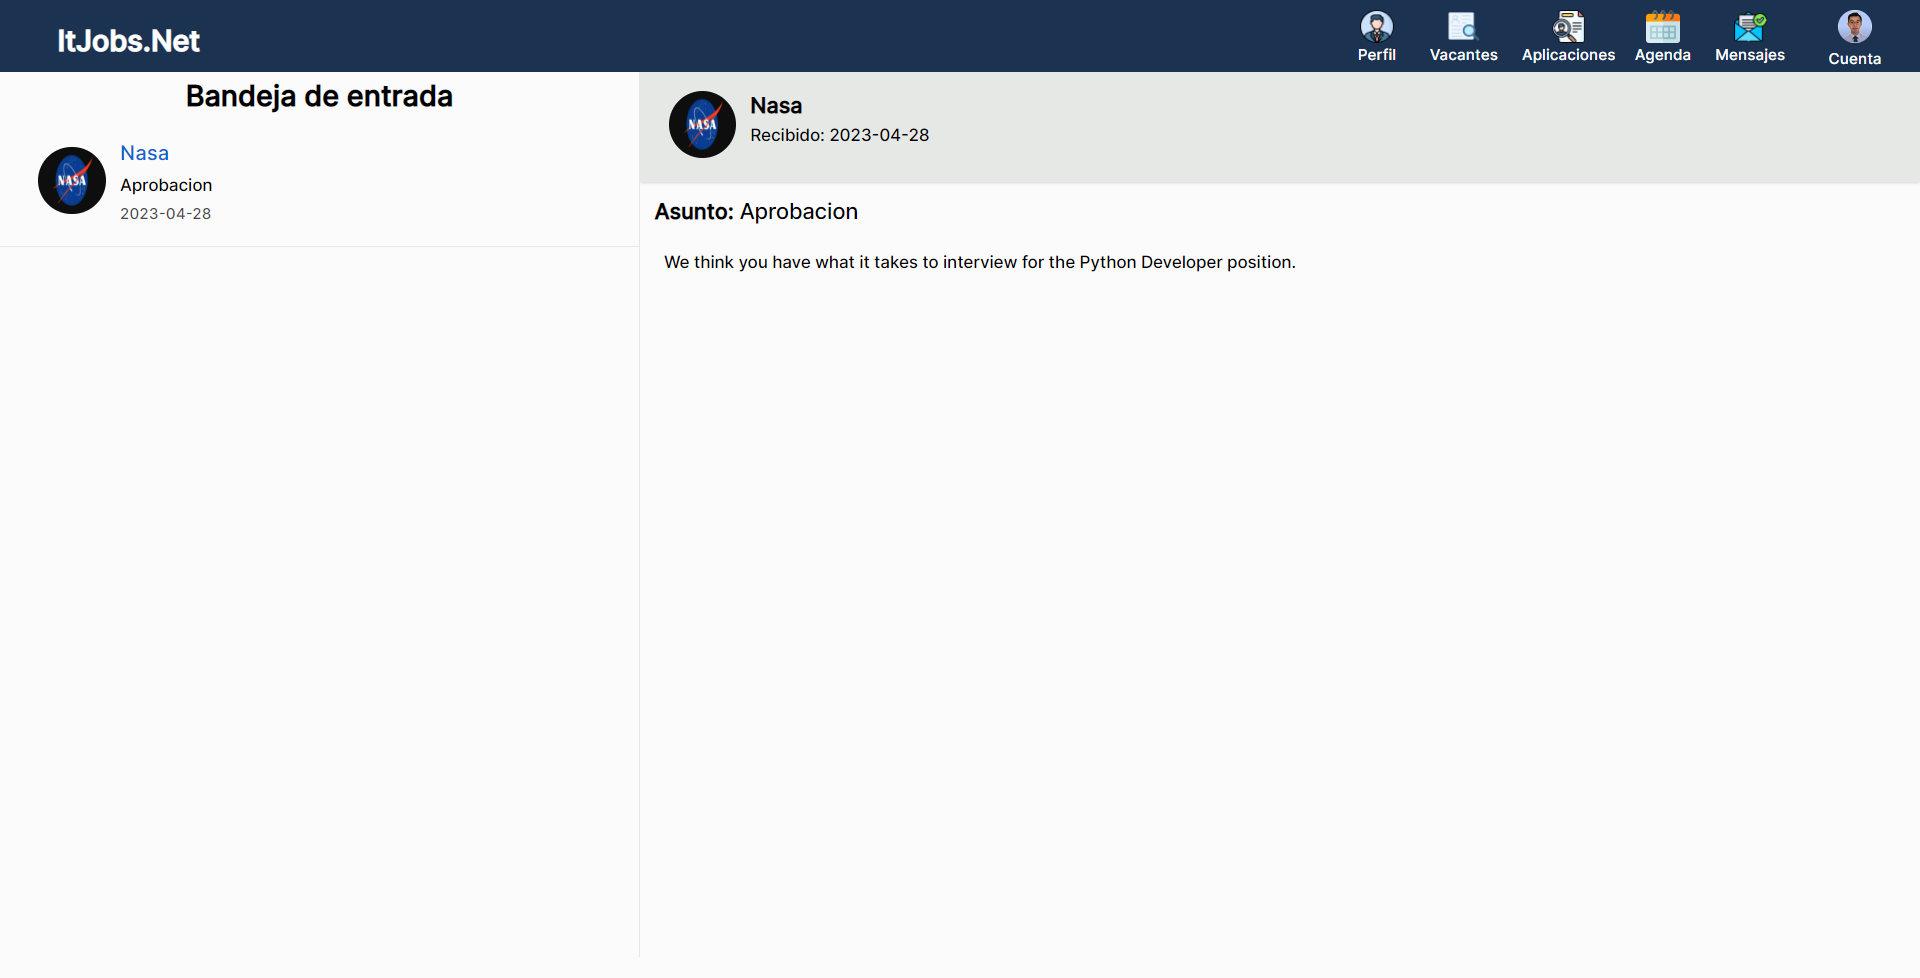 ItJobs.Net
Perfil
Vacantes
Aplicaciones
Agenda
Mensajes
Cuenta
Bandeja de entrada
NASA
Nasa
Aprobacion
2023-04-28
NASA
Nasa
Recibido: 2023-04-28
Asunto: Aprobacion
We think you have what it takes to interview for the Python Developer position.